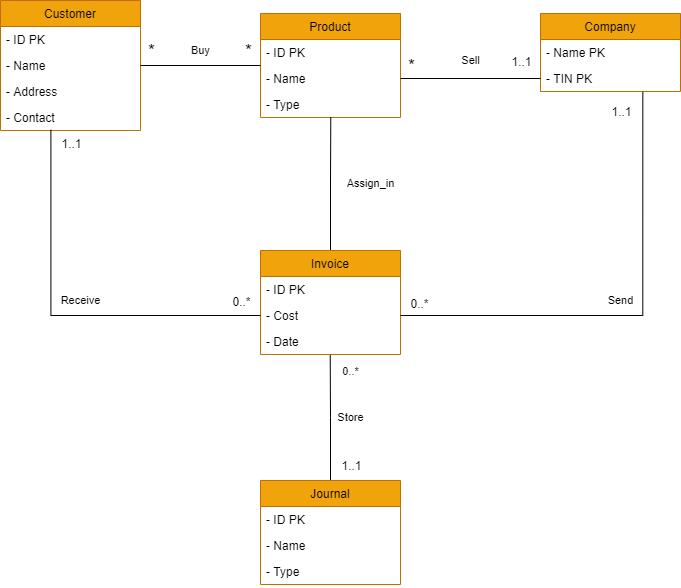 Customer
- ID PK
- Name
- Address
- Contact
* Buy *
Product
- ID PK
- Name
- Type
* Sell 1..1
Company
- Name PK
- TIN PK
1..1
1..1
Assign_in
Invoice
- ID PK
- Cost
- Date
Receive 0..*
0..* Send
0..*
Store
1..1
Journal
- ID PK
- Name
- Type